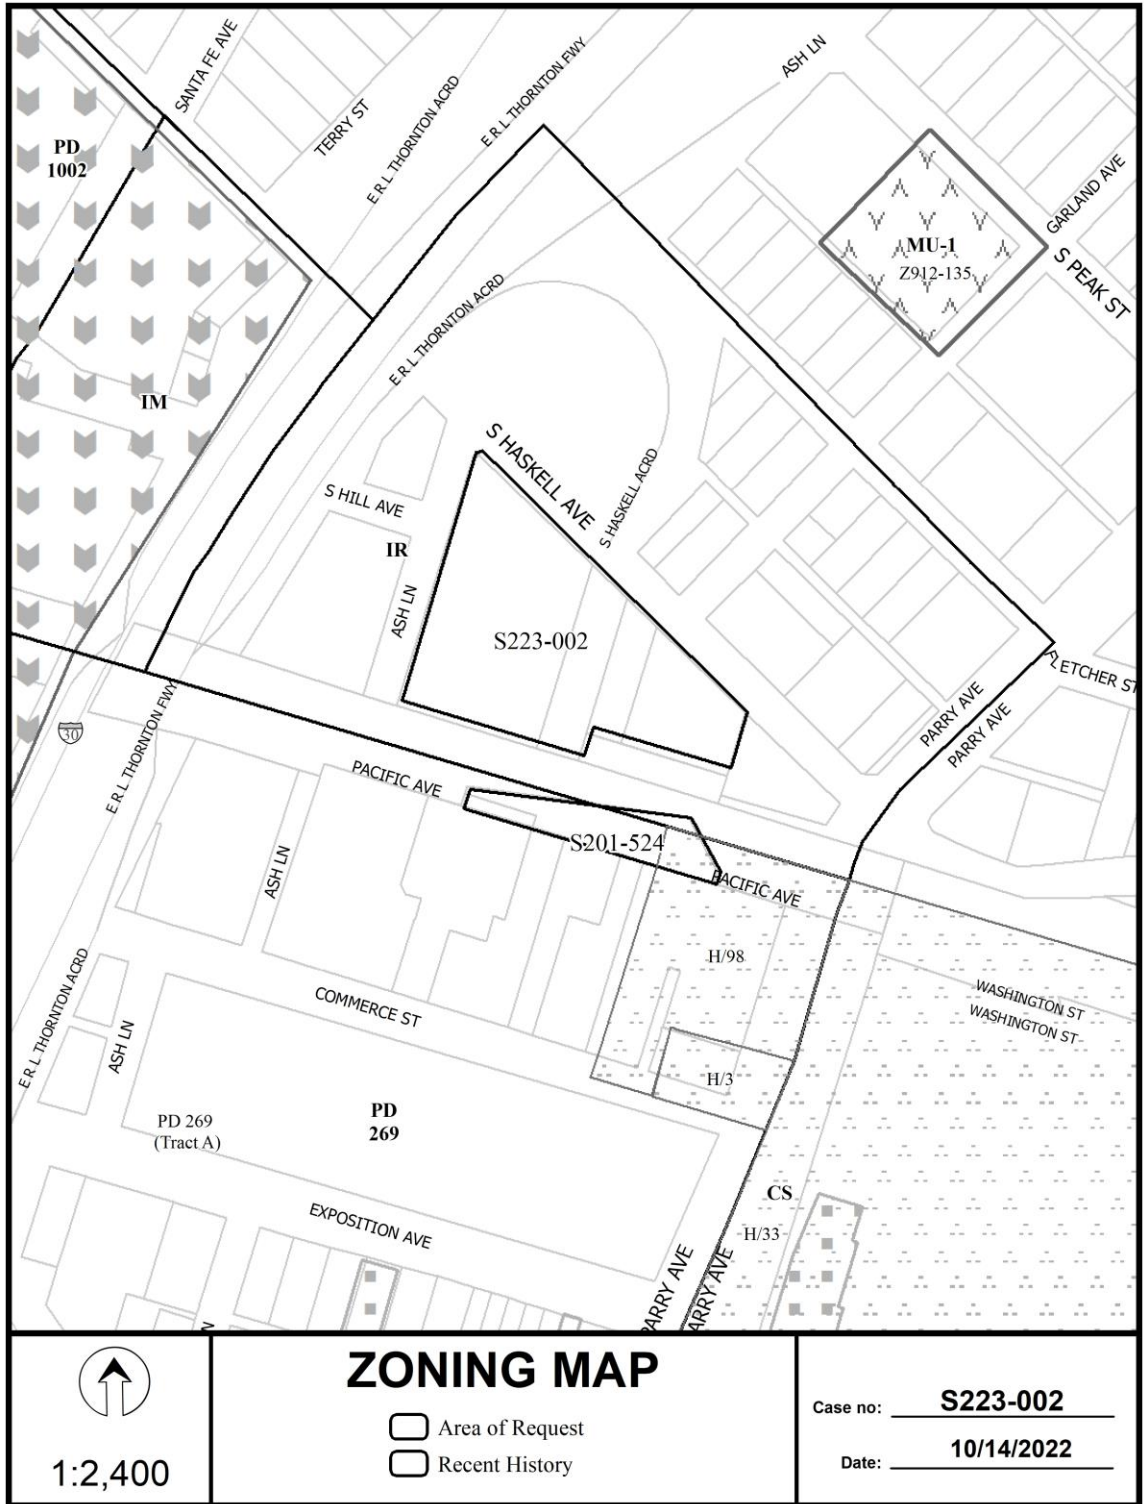 SANTA FE AVE
TERRY ST
E R L THORNTON ACRD
E R L THORNTON FWY
ASH LN
PD
1002
GARLAND AVE
MU-1
Z912-135
S PEAK ST
E R L THORNTON ACRD
IM
S HASKELL AVE
S HASKELL ACRD
S HILL AVE
IR
ASH LN
S223-002
FLETCHER ST
PARRY AVE
PARRY AVE
30
E R L THORNTON FWY
PACIFIC AVE
S201-524
PACIFIC AVE
ASH LN
H/98
WASHINGTON ST
WASHINGTON ST
E R L THORNTON ACRD
COMMERCE ST
ASH LN
H/3
PD 269
(Tract A)
PD
269
CS
H/33
EXPOSITION AVE
PARRY AVE
ARRY AVE
N
1:2,400
ZONING MAP
Area of Request
Recent History
Case no: S223-002
Date: 10/14/2022